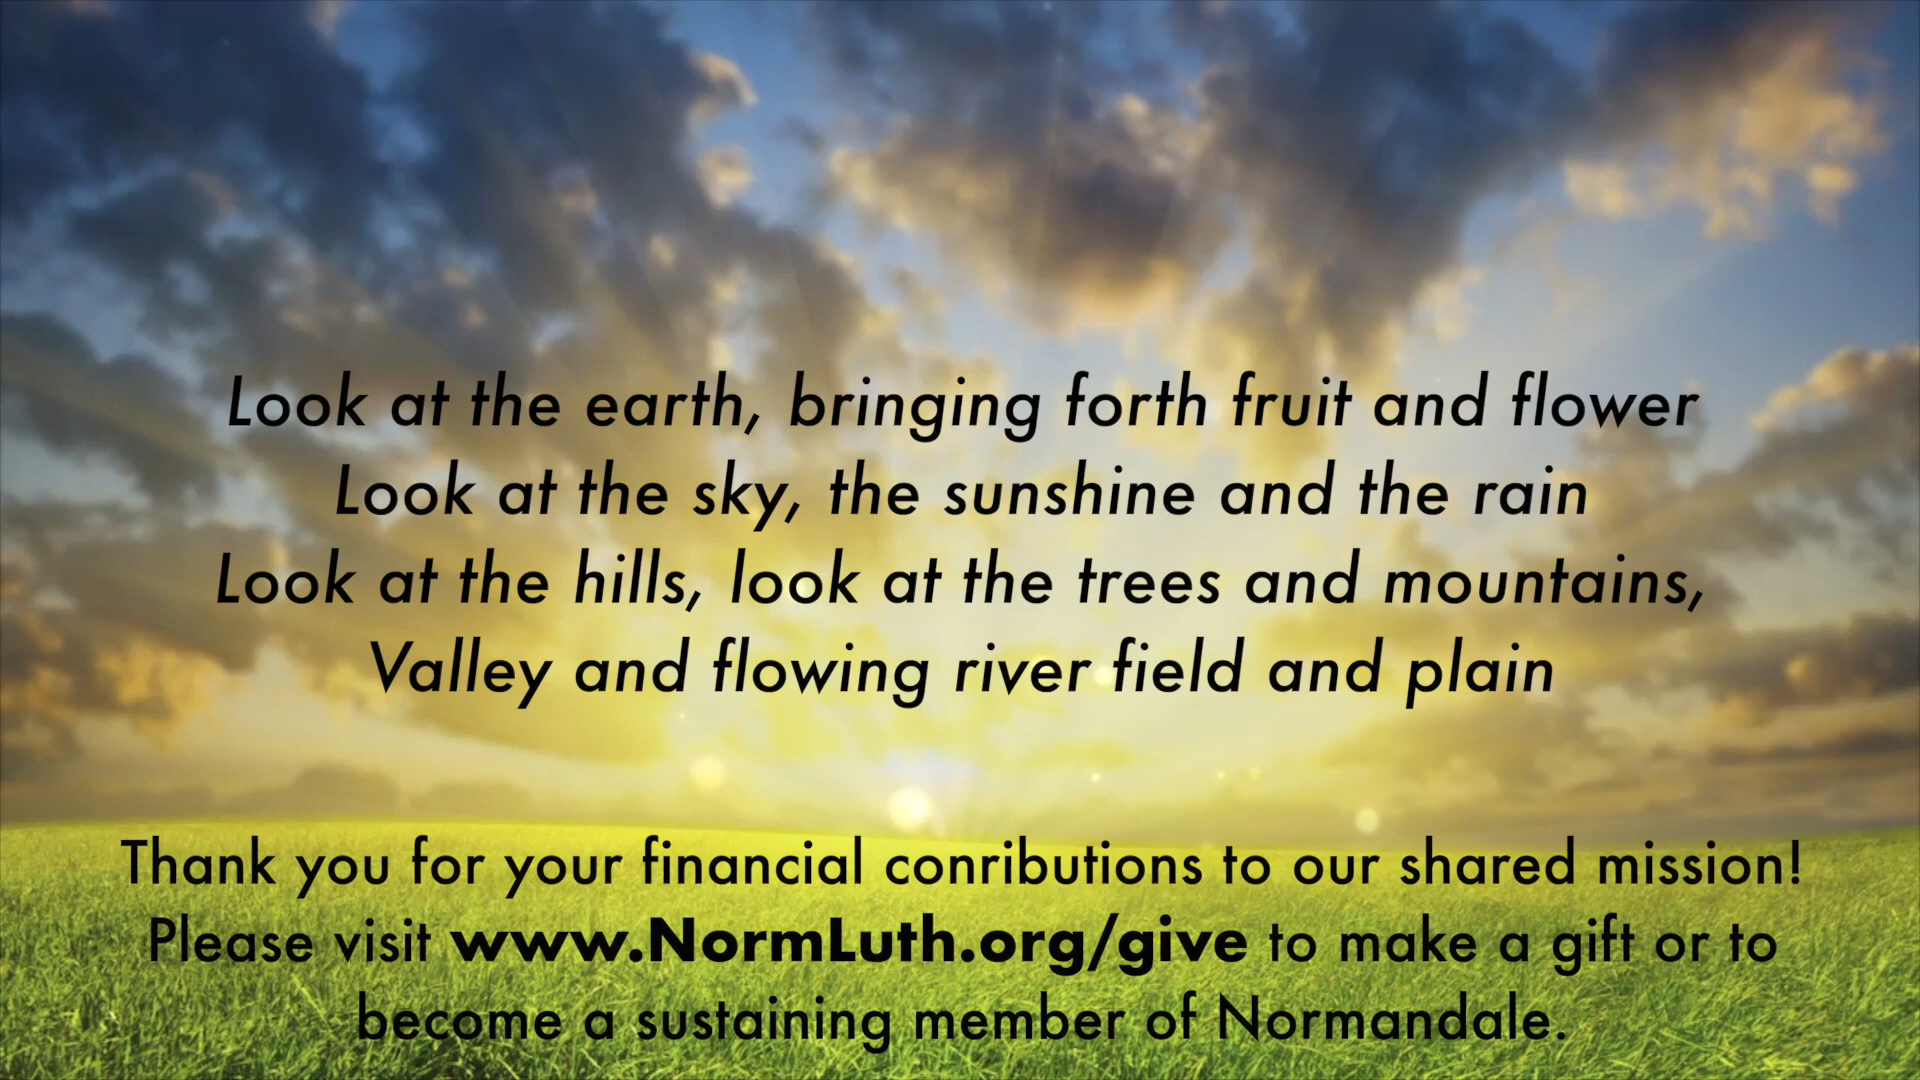 Look at the earth, bringing forth fruit and flower
Look at the sky, the sunshine and the rain
Look at the hills, look at the trees and mountains,
Valley and flowing river field and plain
Thank you for your financial conributions to our shared mission!
Please visit www.NormLuth.org/give to make a gift or to
become a sustaining member of Normandale.